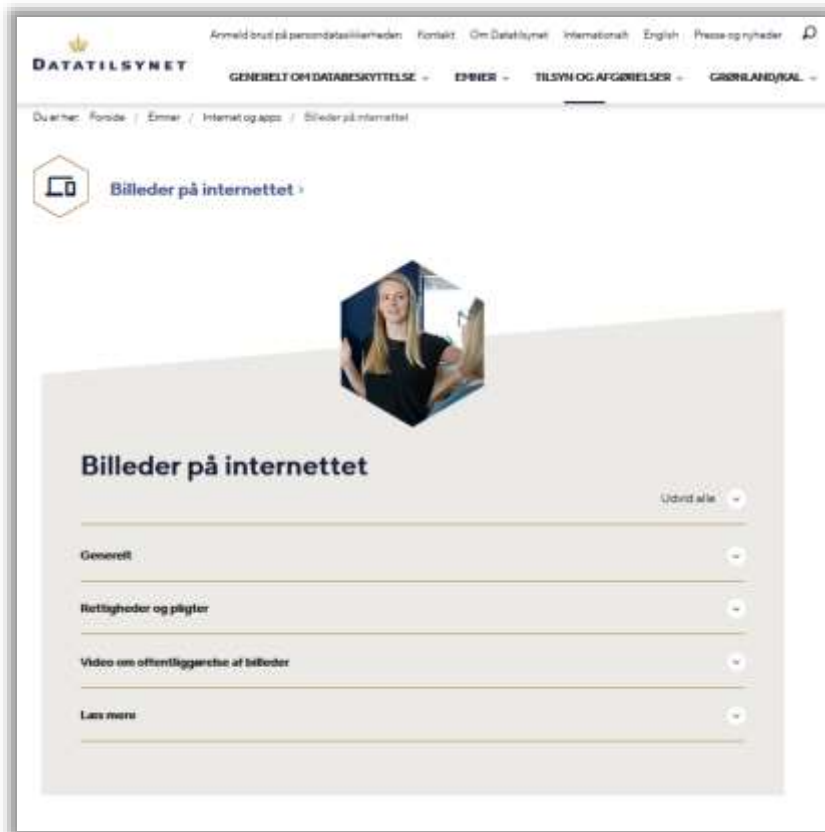 Anmeld brud på persondatasikkerheden Kontakt Om Datatilsynet Internationalt English Presse og nyheder
DATATILSYNET
GENERELT OM DATABESKYTTELSE EMNER TILSYN OG AFGØRELSER GRØNLAND/KAL.
Du er her: Forside / Emner / Internet og apps / Billeder på internettet
Billeder på internettet ›
Billeder på internettet
Udvid alle
Generelt
Rettigheder og pligter
Video om offentliggørelse af billeder
Læs mere